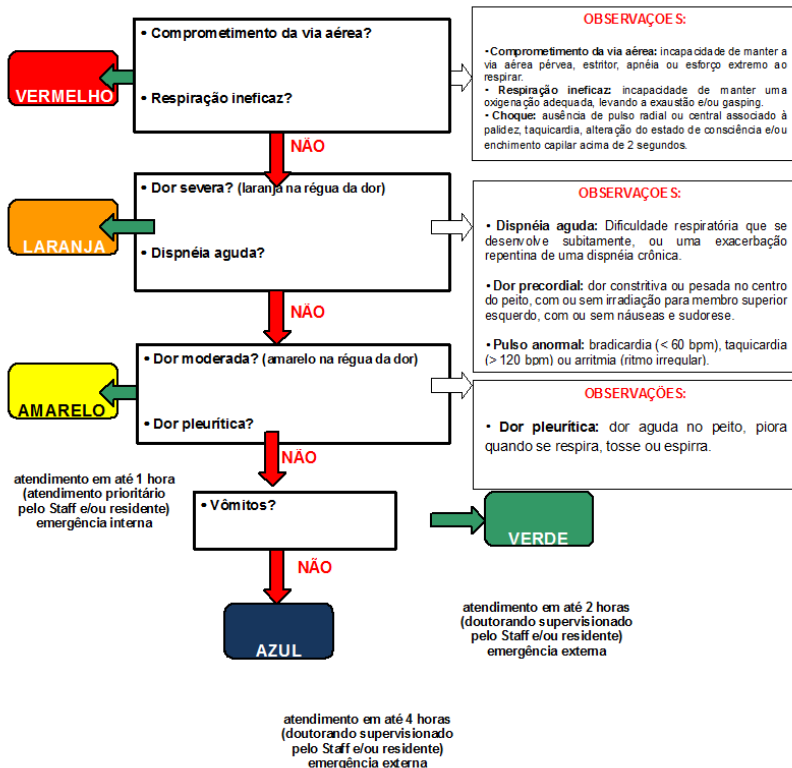 • Comprometimento da via aérea?
• Respiração ineficaz?
VERMELHO
OBSERVAÇOES:
• Comprometimento da via aérea: incapacidade de manter a
via aérea pérvea, estritor, apnéia ou esforço extremo ao
respirar.
• Respiração ineficaz: incapacidade de manter uma
oxigenação adequada, levando a exaustão e/ou gasping.
• Choque: ausência de pulso radial ou central associado à
palidez, taquicardia, alteração do estado de consciência e/ou
enchimento capilar acima de 2 segundos.
NÃO
• Dor severa? (laranja na régua da dor)
• Dispnéia aguda?
LARANJA
OBSERVAÇOES:
• Dispnéia aguda: Dificuldade respiratória que se
desenvolve subitamente, ou uma exacerbação
repentina de uma dispnéia crônica.
• Dor precordial: dor constritiva ou pesada no centro
do peito, com ou sem irradiação para membro superior
esquerdo, com ou sem náuseas e sudorese.
• Pulso anormal: bradicardia (< 60 bpm), taquicardia
(> 120 bpm) ou arritmia (ritmo irregular).
NÃO
• Dor moderada? (amarelo na régua da dor)
• Dor pleurítica?
AMARELO
OBSERVAÇÕES:
• Dor pleurítica: dor aguda no peito, piora
quando se respira, tosse ou espirra.
NÃO
atendimento em até 1 hora
(atendimento prioritário
pelo Staff e/ou residente)
emergência interna
• Vômitos?
VERDE
NÃO
AZUL
atendimento em até 2 horas
(doutorando supervisionado
pelo Staff e/ou residente)
emergência externa
atendimento em até 4 horas
(doutorando supervisionado
pelo Staff e/ou residente)
emergência externa